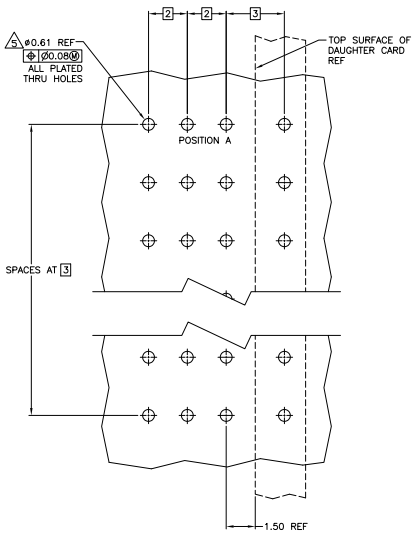 2 2 3
5 ⌀0.61 REF
⌖ ⌀0.08Ⓜ
ALL PLATED
THRU HOLES
TOP SURFACE OF
DAUGHTER CARD
REF
POSITION A
SPACES AT 3
1.50 REF